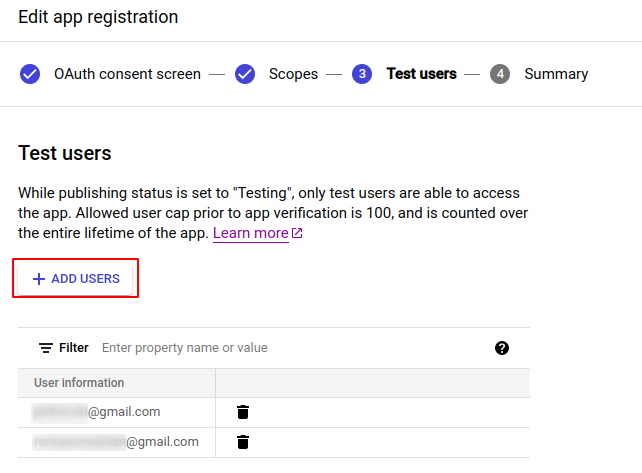 Edit app registration
OAuth consent screen — Scopes — 3 Test users — 4 Summary
Test users
While publishing status is set to "Testing", only test users are able to access
the app. Allowed user cap prior to app verification is 100, and is counted over
the entire lifetime of the app. Learn more
+ ADD USERS
Filter Enter property name or value ?
User information
@gmail.com
@gmail.com